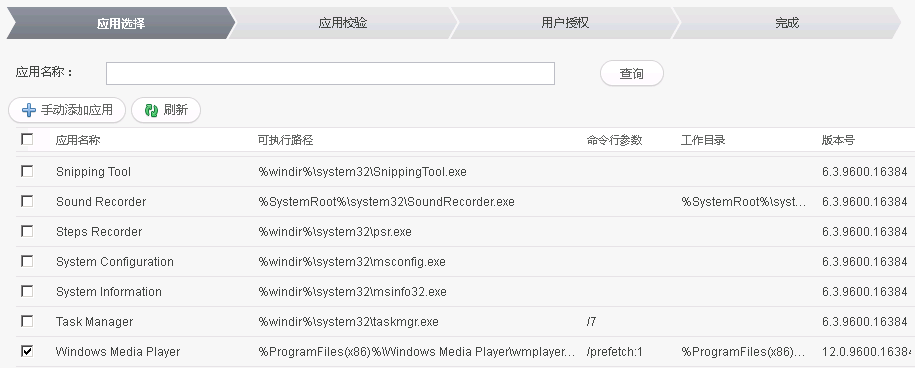 应用选择 应用校验 用户授权 完成
应用名称： 查询
手动添加应用 刷新
应用名称 可执行路径 命令行参数 工作目录 版本号
Snipping Tool %windir%\system32\SnippingTool.exe 6.3.9600.16384
Sound Recorder %SystemRoot%\system32\SoundRecorder.exe %SystemRoot%\syst... 6.3.9600.16384
Steps Recorder %windir%\system32\psr.exe 6.3.9600.16384
System Configuration %windir%\system32\msconfig.exe 6.3.9600.16384
System Information %windir%\system32\msinfo32.exe 6.3.9600.16384
Task Manager %windir%\system32\taskmgr.exe /7 6.3.9600.16384
Windows Media Player %ProgramFiles(x86)%\Windows Media Player\wmplayer... /prefetch:1 %ProgramFiles(x86)... 12.0.9600.16384